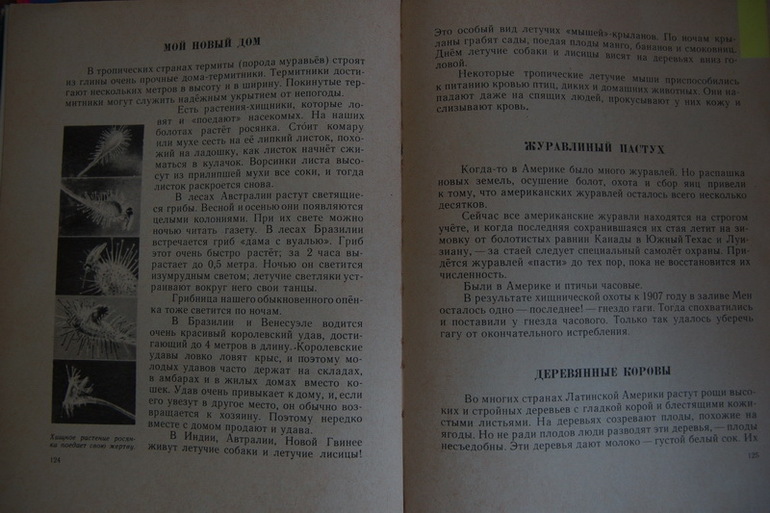 МОЙ НОВЫЙ ДОМ
В тропических странах термиты (порода муравьёв) строят
из глины очень прочные дома-термитники. Термитники дости-
гают нескольких метров в высоту и в ширину. Покинутые тер-
митники могут служить надёжным укрытием от непогоды.
Есть растения-хищники, которые ло-
вят и «поедают» насекомых. На наших
болотах растёт росянка. Сто́ит комару
или мухе сесть на её липкий листок, похо-
жий на ладошку, как листок начнёт сжи-
маться в кулачок. Ворсинки листа высо-
сут из прилипшей мухи все соки, и тогда
листок раскроется снова.
В лесах Австралии растут светящие-
ся грибы. Весной и осенью они появляются
целыми колониями. При их свете можно
ночью читать газету. В лесах Бразилии
встречается гриб «дама с вуалью». Гриб
этот очень быстро растёт; за 2 часа вы-
растает до 0,5 метра. Ночью он светится
изумрудным светом; летучие светляки уст-
раивают вокруг него свои танцы.
Грибница нашего обыкновенного опён-
ка тоже светится по ночам.
В Бразилии и Венесуэле водится
очень красивый королевский удав, дости-
гающий до 4 метров в длину. Королевские
удавы ловко ловят крыс, и поэтому мо-
лодых удавов часто держат на складах,
в амбарах и в жилых домах вместо ко-
шек. Удав очень привыкает к дому, и, если
его увезут в другое место, он обычно воз-
вращается к хозяину. Поэтому нередко
вместе с домом продают и удава.
В Индии, Автралии, Новой Гвинее
живут летучие собаки и летучие лисицы!
Хищное растение росян-
ка поедает свою жертву.
124
Это особый вид летучих «мышей»-крыланов. По ночам кры-
ланы грабят сады, поедая плоды манго, бананов и смоковниц.
Днём летучие собаки и лисицы висят на деревьях вниз го-
ловой.
Некоторые тропические летучие мыши приспособились
к питанию кровью птиц, диких и домашних животных. Они на-
падают даже на спящих людей, прокусывают у них кожу и
слизывают кровь.
ЖУРАВЛИНЫЙ ПАСТУХ
Когда-то в Америке было много журавлей. Но распашка
новых земель, осушение болот, охота и сбор яиц привели
к тому, что американских журавлей осталось всего несколько
десятков.
Сейчас все американские журавли находятся на строгом
учёте, и когда последняя сохранившаяся их стая летит на зи-
мовку от болотистых равнин Канады в Южный Техас и Луи-
знану, — за стаей следует специальный самолёт охраны. При-
дётся журавлей «пасти» до тех пор, пока не восстановится их
численность.
Были в Америке и птичьи часовые.
В результате хищнической охоты к 1907 году в заливе Мен
осталось одно — последнее! — гнездо гаги. Тогда спохватились
и поставили у гнезда часового. Только так удалось уберечь
гагу от окончательного истребления.
ДЕРЕВЯННЫЕ КОРОВЫ
Во многих странах Латинской Америки растут рощи высо-
ких и стройных деревьев с гладкой корой и блестящими кожи-
стыми листьями. На деревьях созревают плоды, похожие на
ягоды. Но не ради плодов люди разводят эти деревья, — плоды
несъедобны. Эти деревья дают молоко — густой белый сок. Их
125